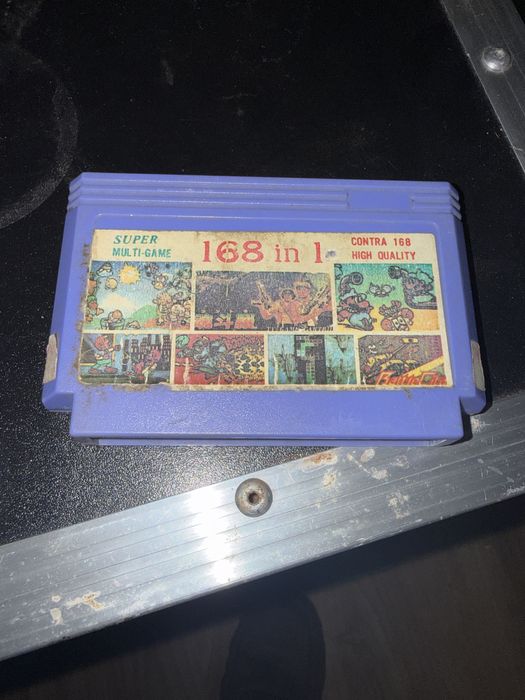 SUPER
MULTI-GAME
168 in 1
CONTRA 168
HIGH QUALITY